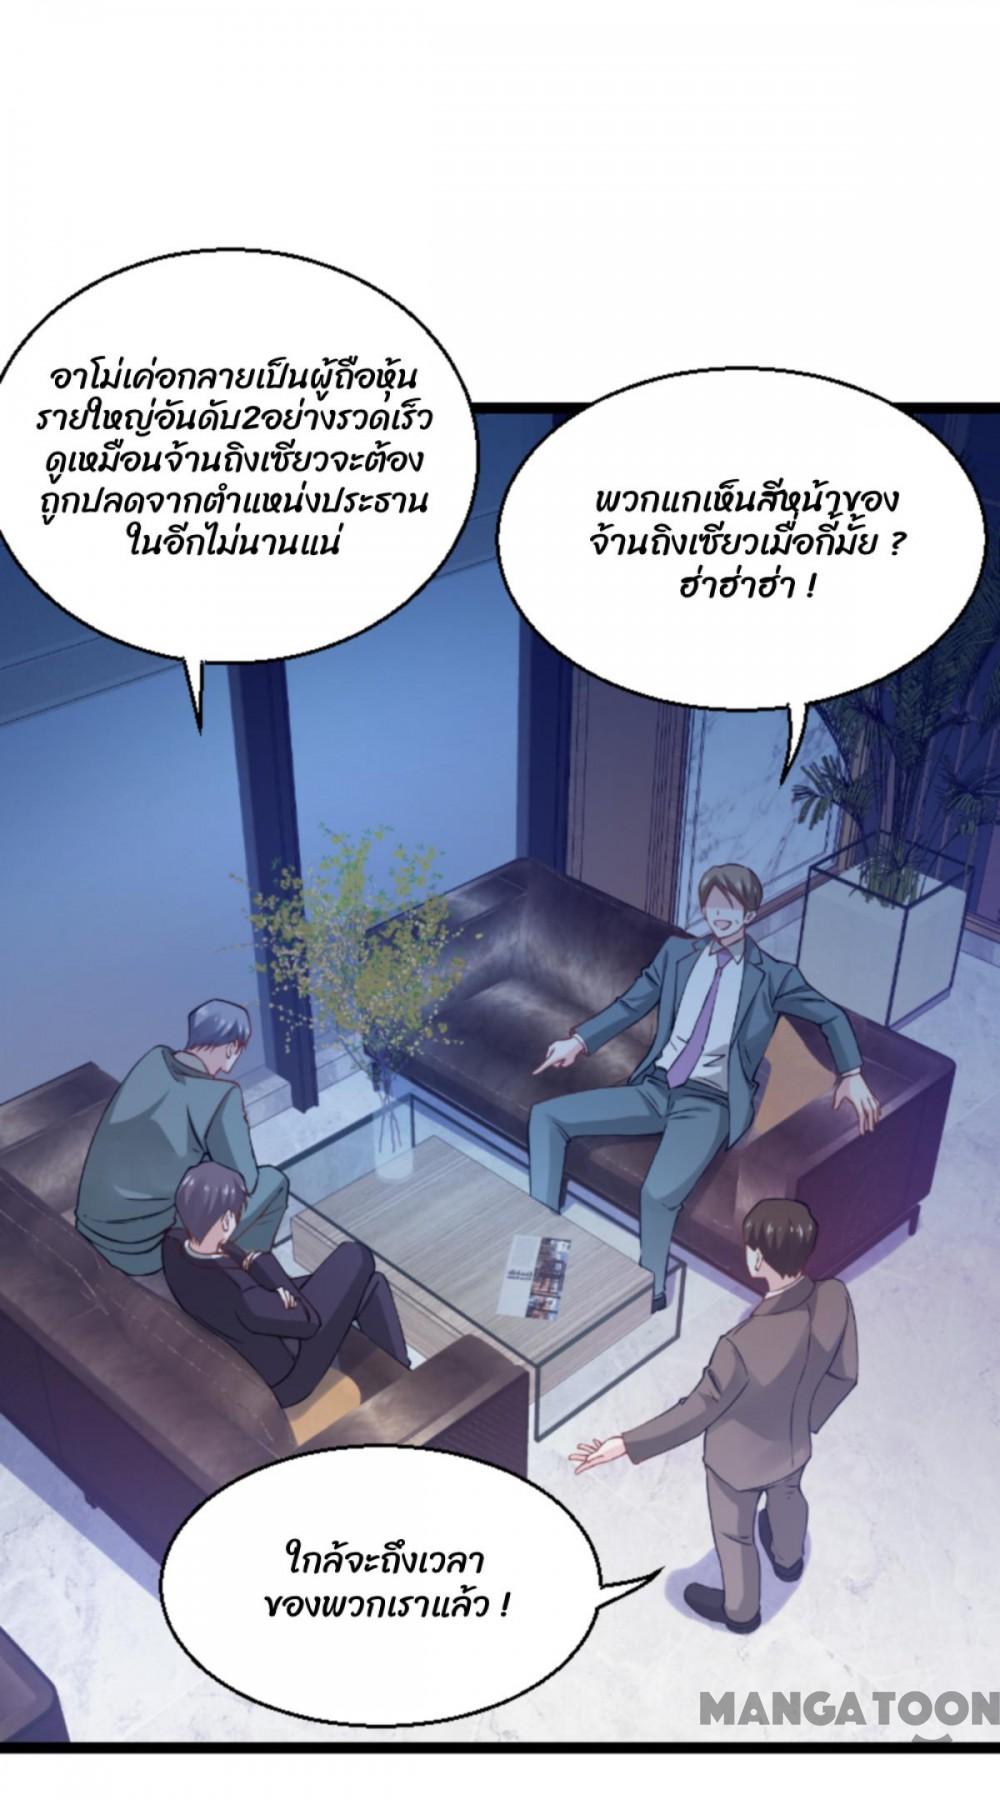 อาโม่เค่อกลายเป็นผู้ถือหุ้น
รายใหญ่อันดับ2อย่างรวดเร็ว
ดูเหมือนจ้านถิงเซียวจะต้อง
ถูกปลดจากตำแหน่งประธาน
ในอีกไม่นานแน่
พวกแกเห็นสีหน้าของ
จ้านถิงเซียวเมื่อกี้มั้ย ?
ฮ่าฮ่าฮ่า !
ใกล้จะถึงเวลา
ของพวกเราแล้ว !
MANGATOON